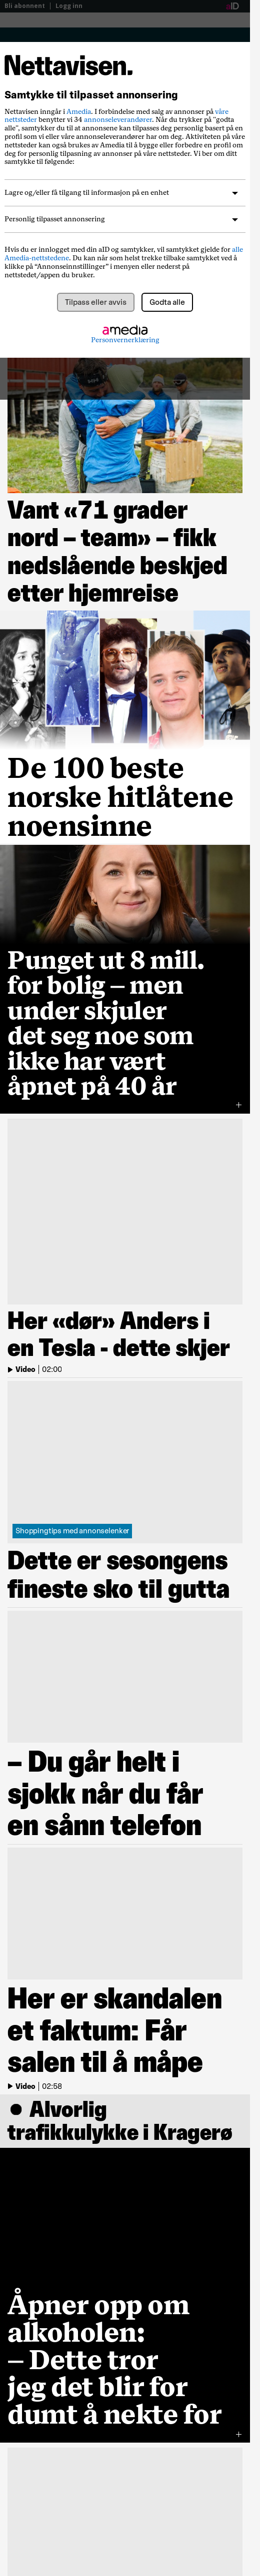 Bli abonnent | Logg inn
aID
Nettavisen.
Samtykke til tilpasset annonsering
Nettavisen inngår i Amedia. I forbindelse med salg av annonser på våre
nettsteder benytter vi 34 annonseleverandører. Når du trykker på "godta
alle", samtykker du til at annonsene kan tilpasses deg personlig basert på en
profil som vi eller våre annonseleverandører har om deg. Aktiviteten på våre
nettsteder kan også brukes av Amedia til å bygge eller forbedre en profil om
deg for personlig tilpasning av annonser på våre nettsteder. Vi ber om ditt
samtykke til følgende:
Lagre og/eller få tilgang til informasjon på en enhet
Personlig tilpasset annonsering
Hvis du er innlogget med din aID og samtykker, vil samtykket gjelde for alle
Amedia-nettstedene. Du kan når som helst trekke tilbake samtykket ved å
klikke på “Annonseinnstillinger” i menyen eller nederst på
nettstedet/appen du bruker.
Tilpass eller avvis
Godta alle
amedia
Personvernerklæring
Vant «71 grader
nord – team» – fikk
nedslående beskjed
etter hjemreise
De 100 beste
norske hitlåtene
noensinne
Punget ut 8 mill.
for bolig – men
under skjuler
det seg noe som
ikke har vært
åpnet på 40 år
+
Her «dør» Anders i
en Tesla - dette skjer
Video | 02:00
Shoppingtips med annonselenker
Dette er sesongens
fineste sko til gutta
– Du går helt i
sjokk når du får
en sånn telefon
Her er skandalen
et faktum: Får
salen til å måpe
Video | 02:58
● Alvorlig
trafikkulykke i Kragerø
Åpner opp om
alkoholen:
– Dette tror
jeg det blir for
dumt å nekte for
+